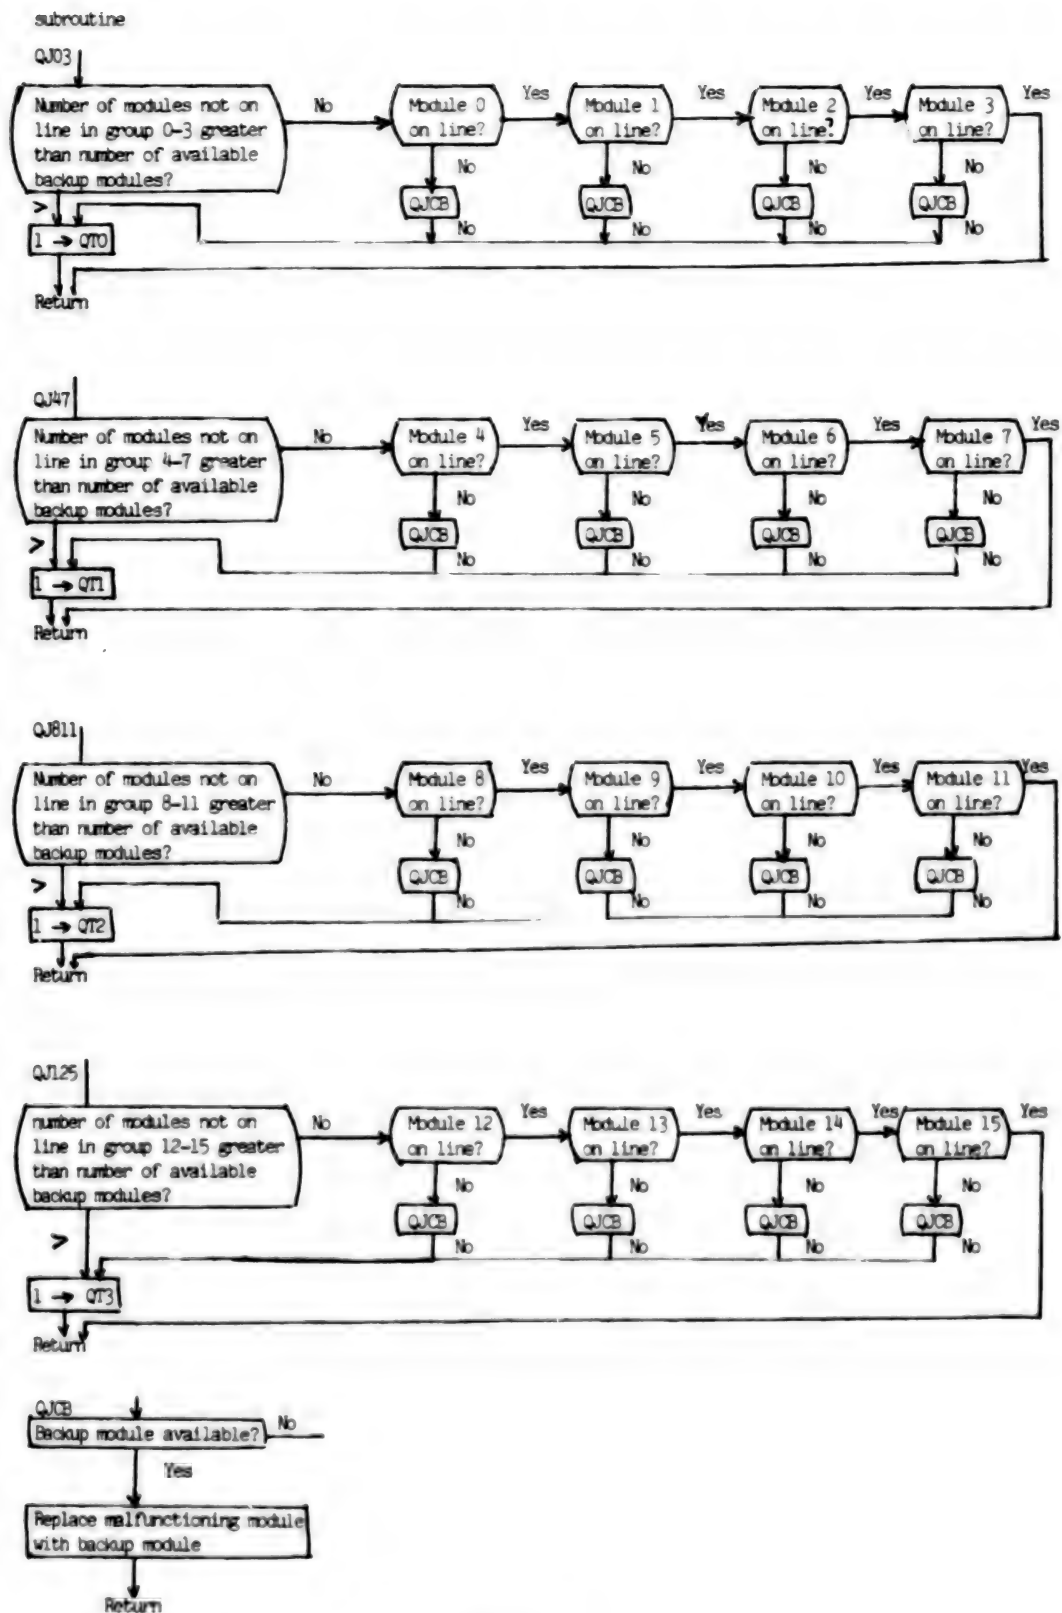 subroutine
QJ03
Number of modules not on
line in group 0-3 greater
than number of available
backup modules?
No
Module 0
on line?
Yes
Module 1
on line?
Yes
Module 2
on line?
Yes
Module 3
on line?
Yes
No
No
No
No
QJCB
QJCB
QJCB
QJCB
>
No
No
No
No
1 → QT0
Return
QJ47
Number of modules not on
line in group 4-7 greater
than number of available
backup modules?
No
Module 4
on line?
Yes
Module 5
on line?
Yes
Module 6
on line?
Yes
Module 7
on line?
Yes
No
No
No
No
QJCB
QJCB
QJCB
QJCB
>
No
No
No
No
1 → QT1
Return
QJ811
Number of modules not on
line in group 8-11 greater
than number of available
backup modules?
No
Module 8
on line?
Yes
Module 9
on line?
Yes
Module 10
on line?
Yes
Module 11
on line?
Yes
No
No
No
No
QJCB
QJCB
QJCB
QJCB
>
No
No
No
No
1 → QT2
Return
QJ125
number of modules not on
line in group 12-15 greater
than number of available
backup modules?
No
Module 12
on line?
Yes
Module 13
on line?
Yes
Module 14
on line?
Yes
Module 15
on line?
Yes
No
No
No
No
QJCB
QJCB
QJCB
QJCB
>
No
No
No
No
1 → QT3
Return
QJCB
Backup module available?
No
Yes
Replace malfunctioning module
with backup module
Return